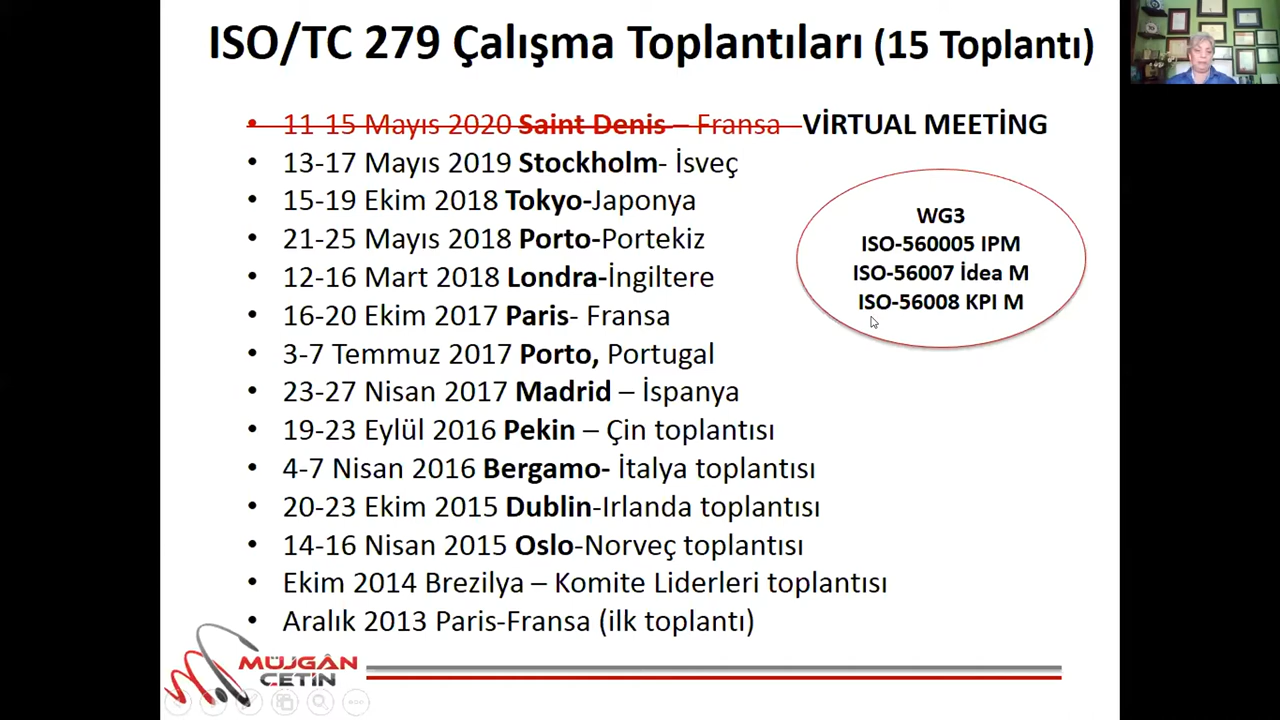 ISO/TC 279 Çalışma Toplantıları (15 Toplantı)
• 11-15 Mayıs 2020 Saint Denis – Fransa VİRTUAL MEETİNG
• 13-17 Mayıs 2019 Stockholm- İsveç
• 15-19 Ekim 2018 Tokyo-Japonya
• 21-25 Mayıs 2018 Porto-Portekiz
• 12-16 Mart 2018 Londra-İngiltere
• 16-20 Ekim 2017 Paris- Fransa
• 3-7 Temmuz 2017 Porto, Portugal
• 23-27 Nisan 2017 Madrid – İspanya
• 19-23 Eylül 2016 Pekin – Çin toplantısı
• 4-7 Nisan 2016 Bergamo- İtalya toplantısı
• 20-23 Ekim 2015 Dublin-Irlanda toplantısı
• 14-16 Nisan 2015 Oslo-Norveç toplantısı
• Ekim 2014 Brezilya – Komite Liderleri toplantısı
• Aralık 2013 Paris-Fransa (ilk toplantı)
WG3
ISO-560005 IPM
ISO-56007 İdea M
ISO-56008 KPI M
MÜJGÂN
ÇETİN